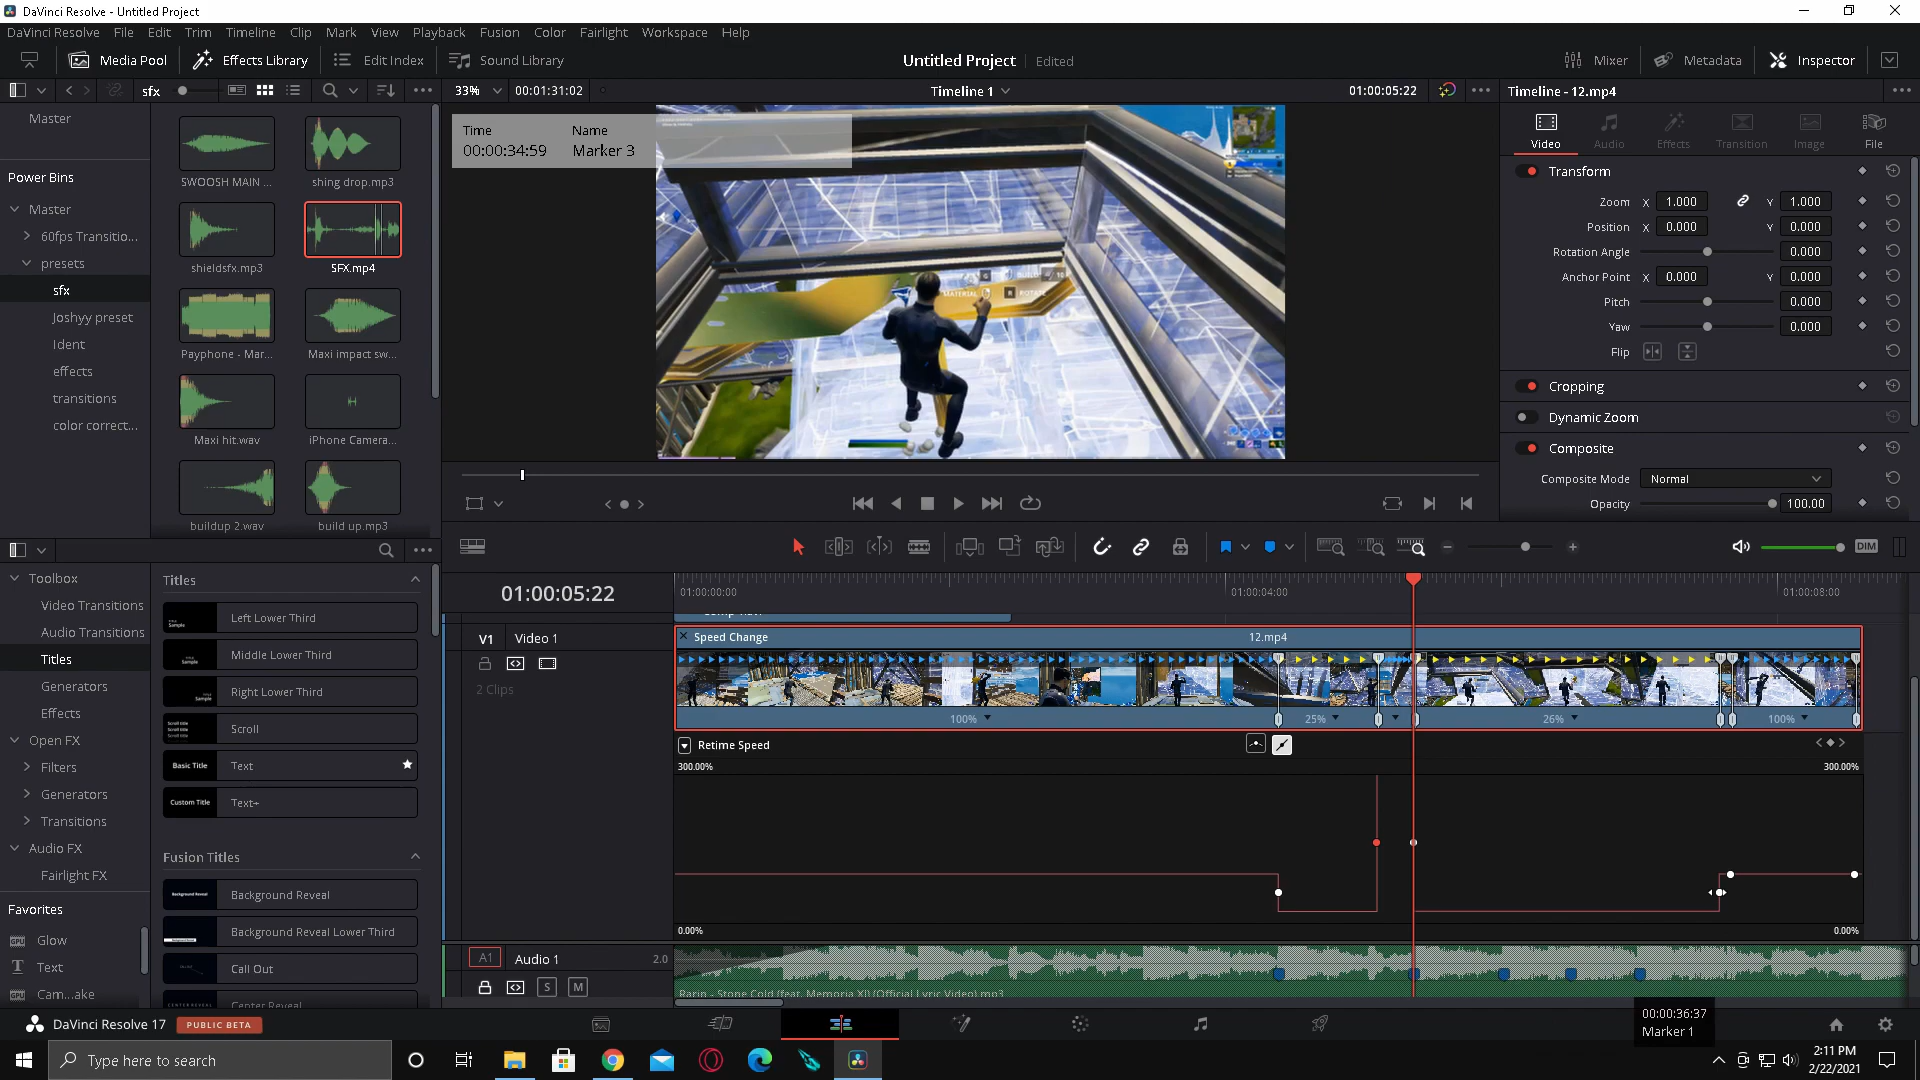 DaVinci Resolve - Untitled Project
DaVinci Resolve File Edit Trim Timeline Clip Mark View Playback Fusion Color Fairlight Workspace Help
Media Pool Effects Library Edit Index Sound Library Untitled Project Edited Mixer Metadata Inspector
sfx 33% 00:01:31:02 Timeline 1 01:00:05:22 Timeline - 12.mp4
Master
Power Bins
Master
60fps Transitio...
presets
sfx
Joshyy preset
Ident
effects
transitions
color correct...
SWOOSH MAIN ... shing drop.mp3
shieldsfx.mp3 SFX.mp4
Payphone - Mar... Maxi impact sw...
Maxi hit.wav iPhone Camera...
buildup 2.wav build up.mp3
Time Name
00:00:34:59 Marker 3
Video Audio Effects Transition Image File
Transform
Zoom X 1.000 Y 1.000
Position X 0.000 Y 0.000
Rotation Angle 0.000
Anchor Point X 0.000 Y 0.000
Pitch 0.000
Yaw 0.000
Flip
Cropping
Dynamic Zoom
Composite
Composite Mode Normal
Opacity 100.00
DIM
Toolbox
Video Transitions
Audio Transitions
Titles
Generators
Effects
Open FX
Filters
Generators
Transitions
Audio FX
Fairlight FX
Favorites
Glow
Text
Cam...ake
Titles
Left Lower Third
Middle Lower Third
Right Lower Third
Scroll
Basic Title Text
Custom Title Text+
Fusion Titles
Background Reveal Background Reveal
Background Reveal Lower Third
Call Out
Center Reveal
01:00:05:22 01:00:00:00 01:00:04:00 01:00:08:00
V1 Video 1
2 Clips
Speed Change 12.mp4
100% 25% 26% 100%
Retime Speed
300.00% 300.00%
0.00% 0.00%
A1 Audio 1 2.0
S M
Rarin - Stone Cold (feat. Memoria XI) (Official Lyric Video).mp3
00:00:36:37
Marker 1
DaVinci Resolve 17 PUBLIC BETA
Type here to search
2:11 PM
2/22/2021